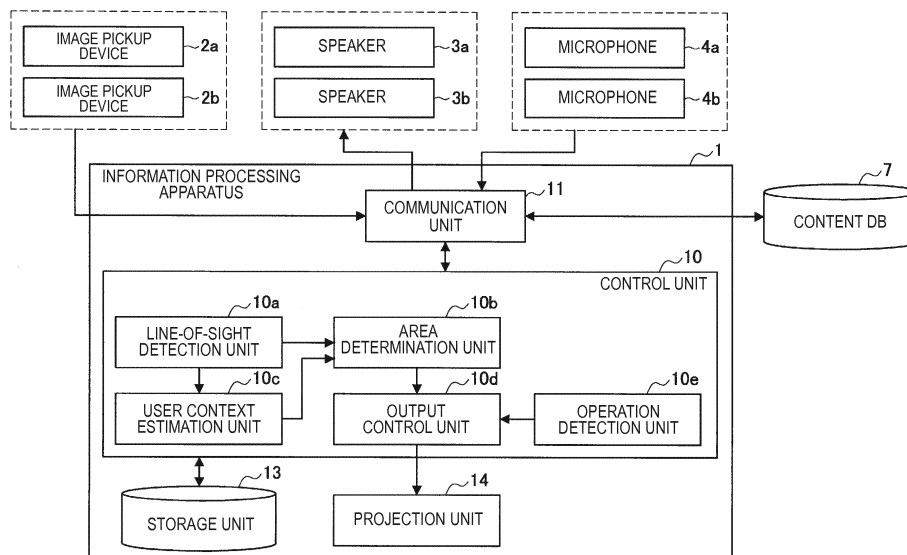 IMAGE PICKUP
DEVICE
2a
IMAGE PICKUP
DEVICE
2b
SPEAKER
3a
SPEAKER
3b
MICROPHONE
4a
MICROPHONE
4b
1
INFORMATION PROCESSING
APPARATUS
11
COMMUNICATION
UNIT
7
CONTENT DB
10
CONTROL UNIT
10a
LINE-OF-SIGHT
DETECTION UNIT
10b
AREA
DETERMINATION UNIT
10c
USER CONTEXT
ESTIMATION UNIT
10d
OUTPUT
CONTROL UNIT
10e
OPERATION
DETECTION UNIT
13
STORAGE UNIT
14
PROJECTION UNIT